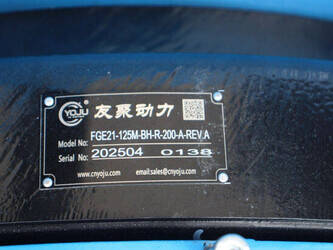 CYOJU 友聚动力
Model No: FGE21-125M-BH-R-200-A-REV.A
Serial No: 202504 0138
www.cnyoju.com email:sales@cnyoju.com